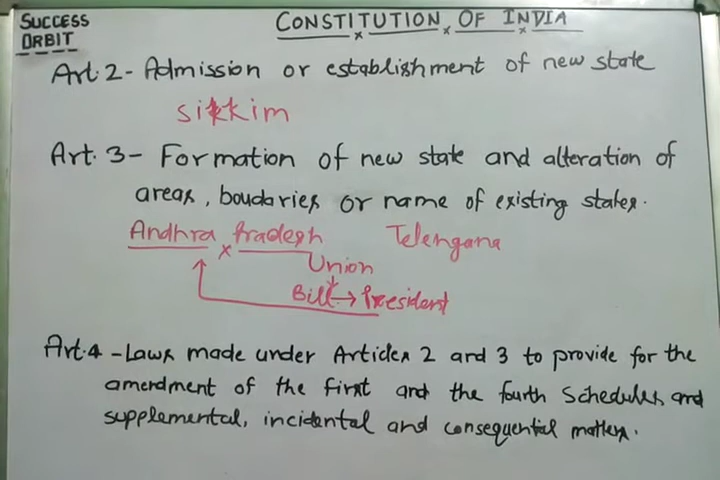 SUCCESS
ORBIT
CONSTITUTION OF INDIA
Art. 2 - Admission or establishment of new state
Sikkim
Art. 3 - Formation of new state and alteration of
areas, boudaries or name of existing states.
Andhra x Pradesh Telengana
Union
Bill → President
Art. 4 - Laws made under Articles 2 and 3 to provide for the
amerdment of the first and the fourth Schedules and
supplemental, incidental and consequental matters.